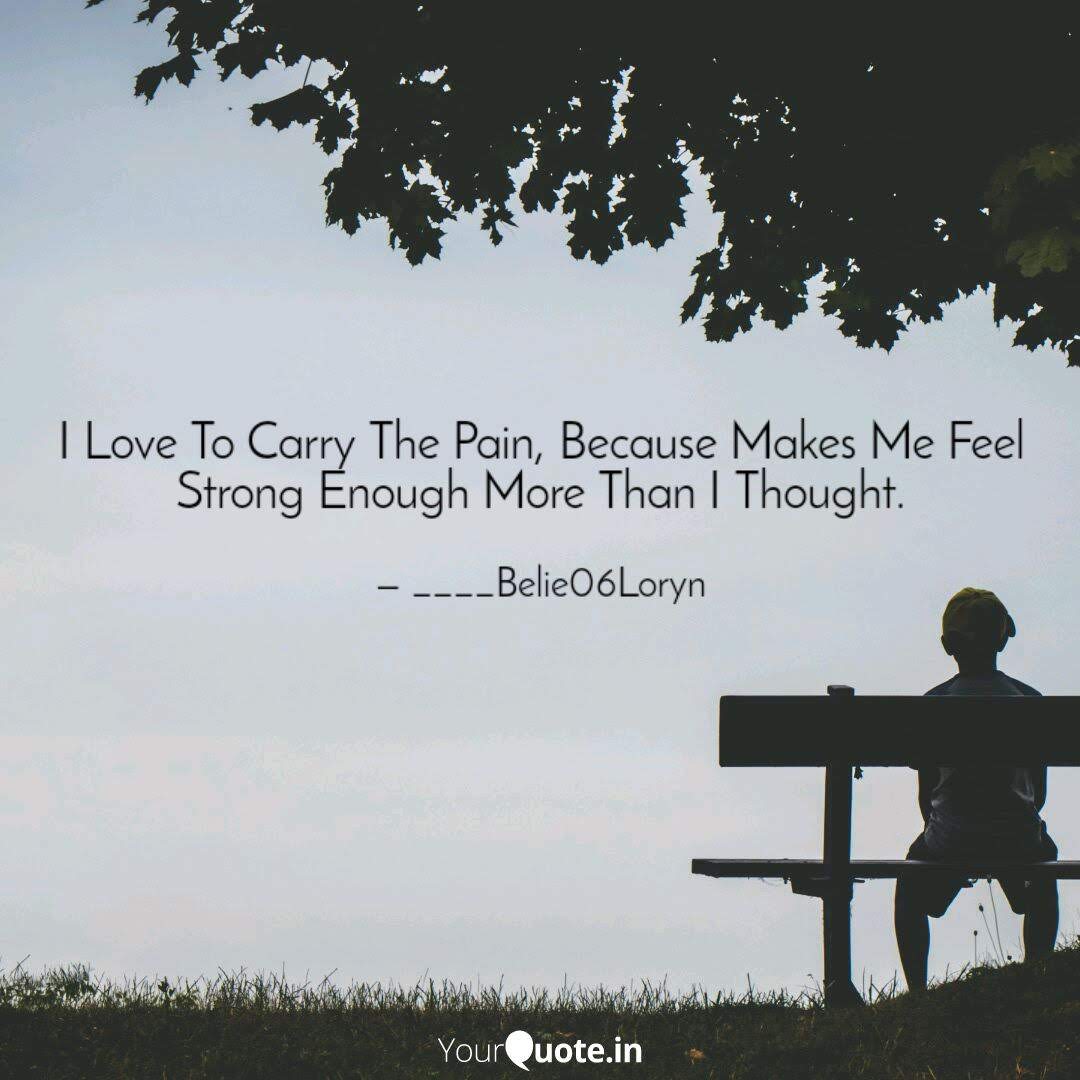 I Love To Carry The Pain, Because Makes Me Feel
Strong Enough More Than I Thought.
– ____Belie06Loryn
YourQuote.in